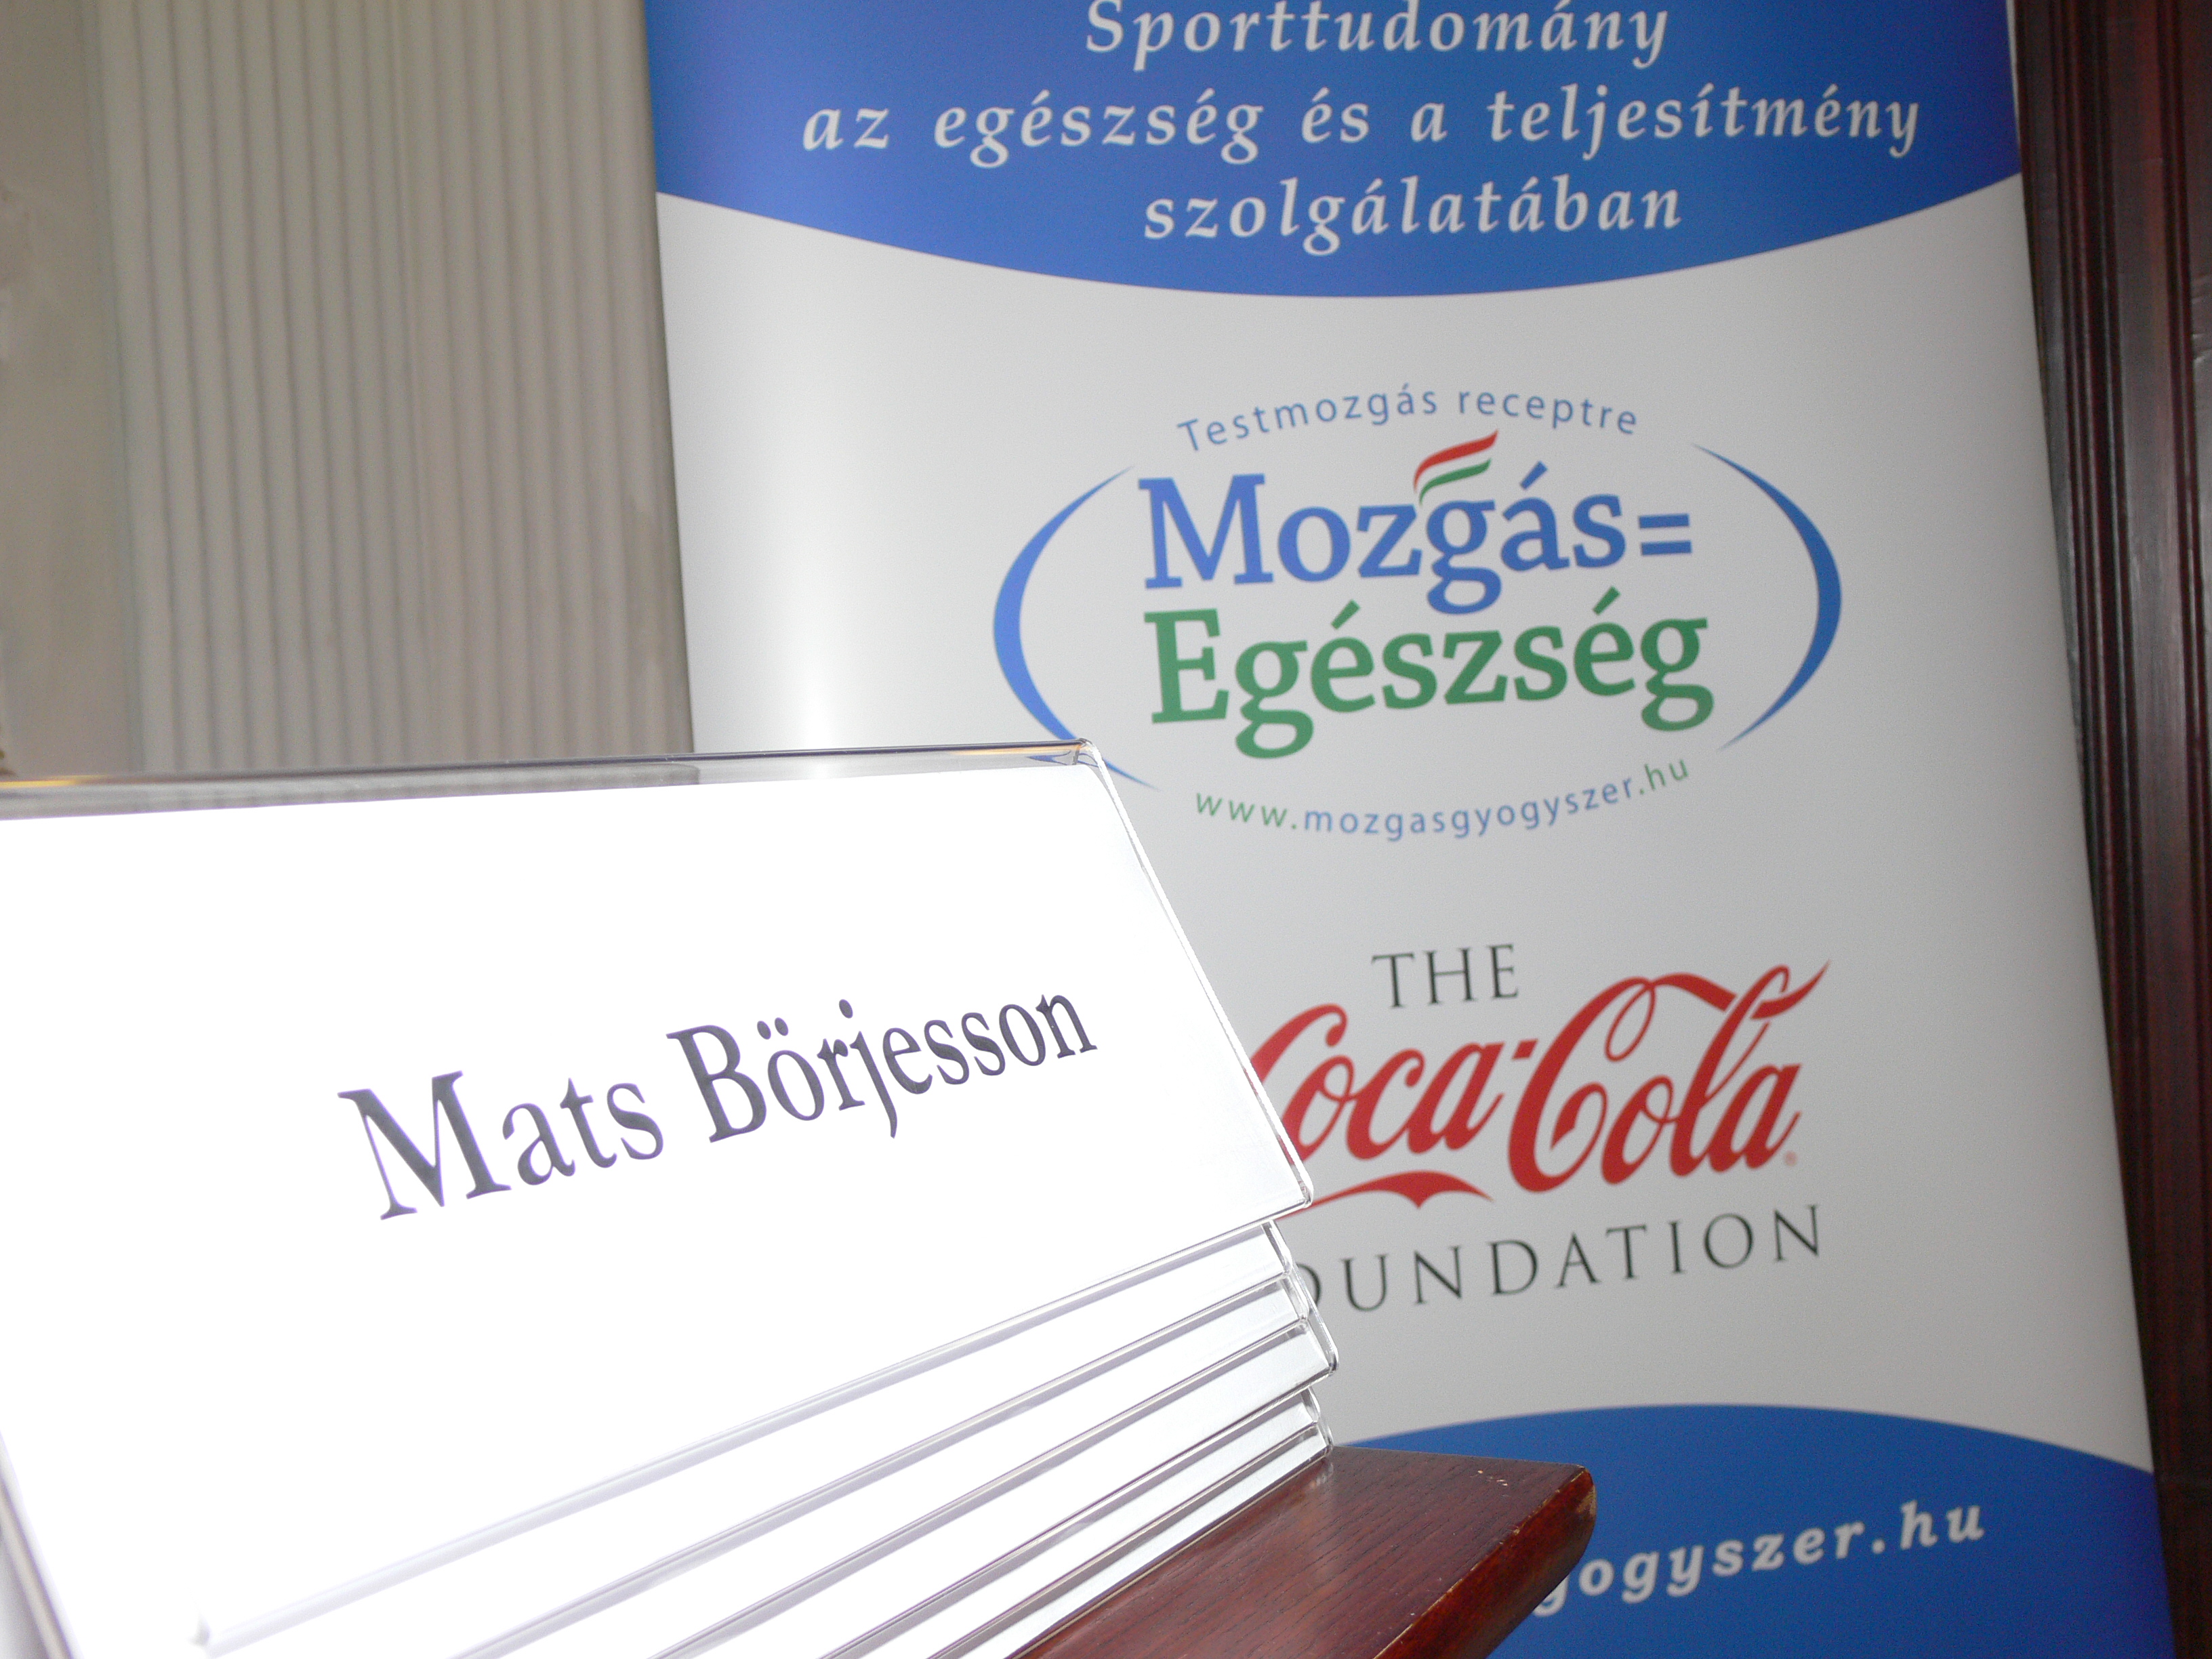 Sporttudomány
az egészség és a teljesítmény
szolgálatában
Testmozgás receptre
Mozgás=
Egészség
www.mozgasgyogyszer.hu
THE
Coca-Cola
OUNDATION
gyogyszer.hu
Mats Börjesson